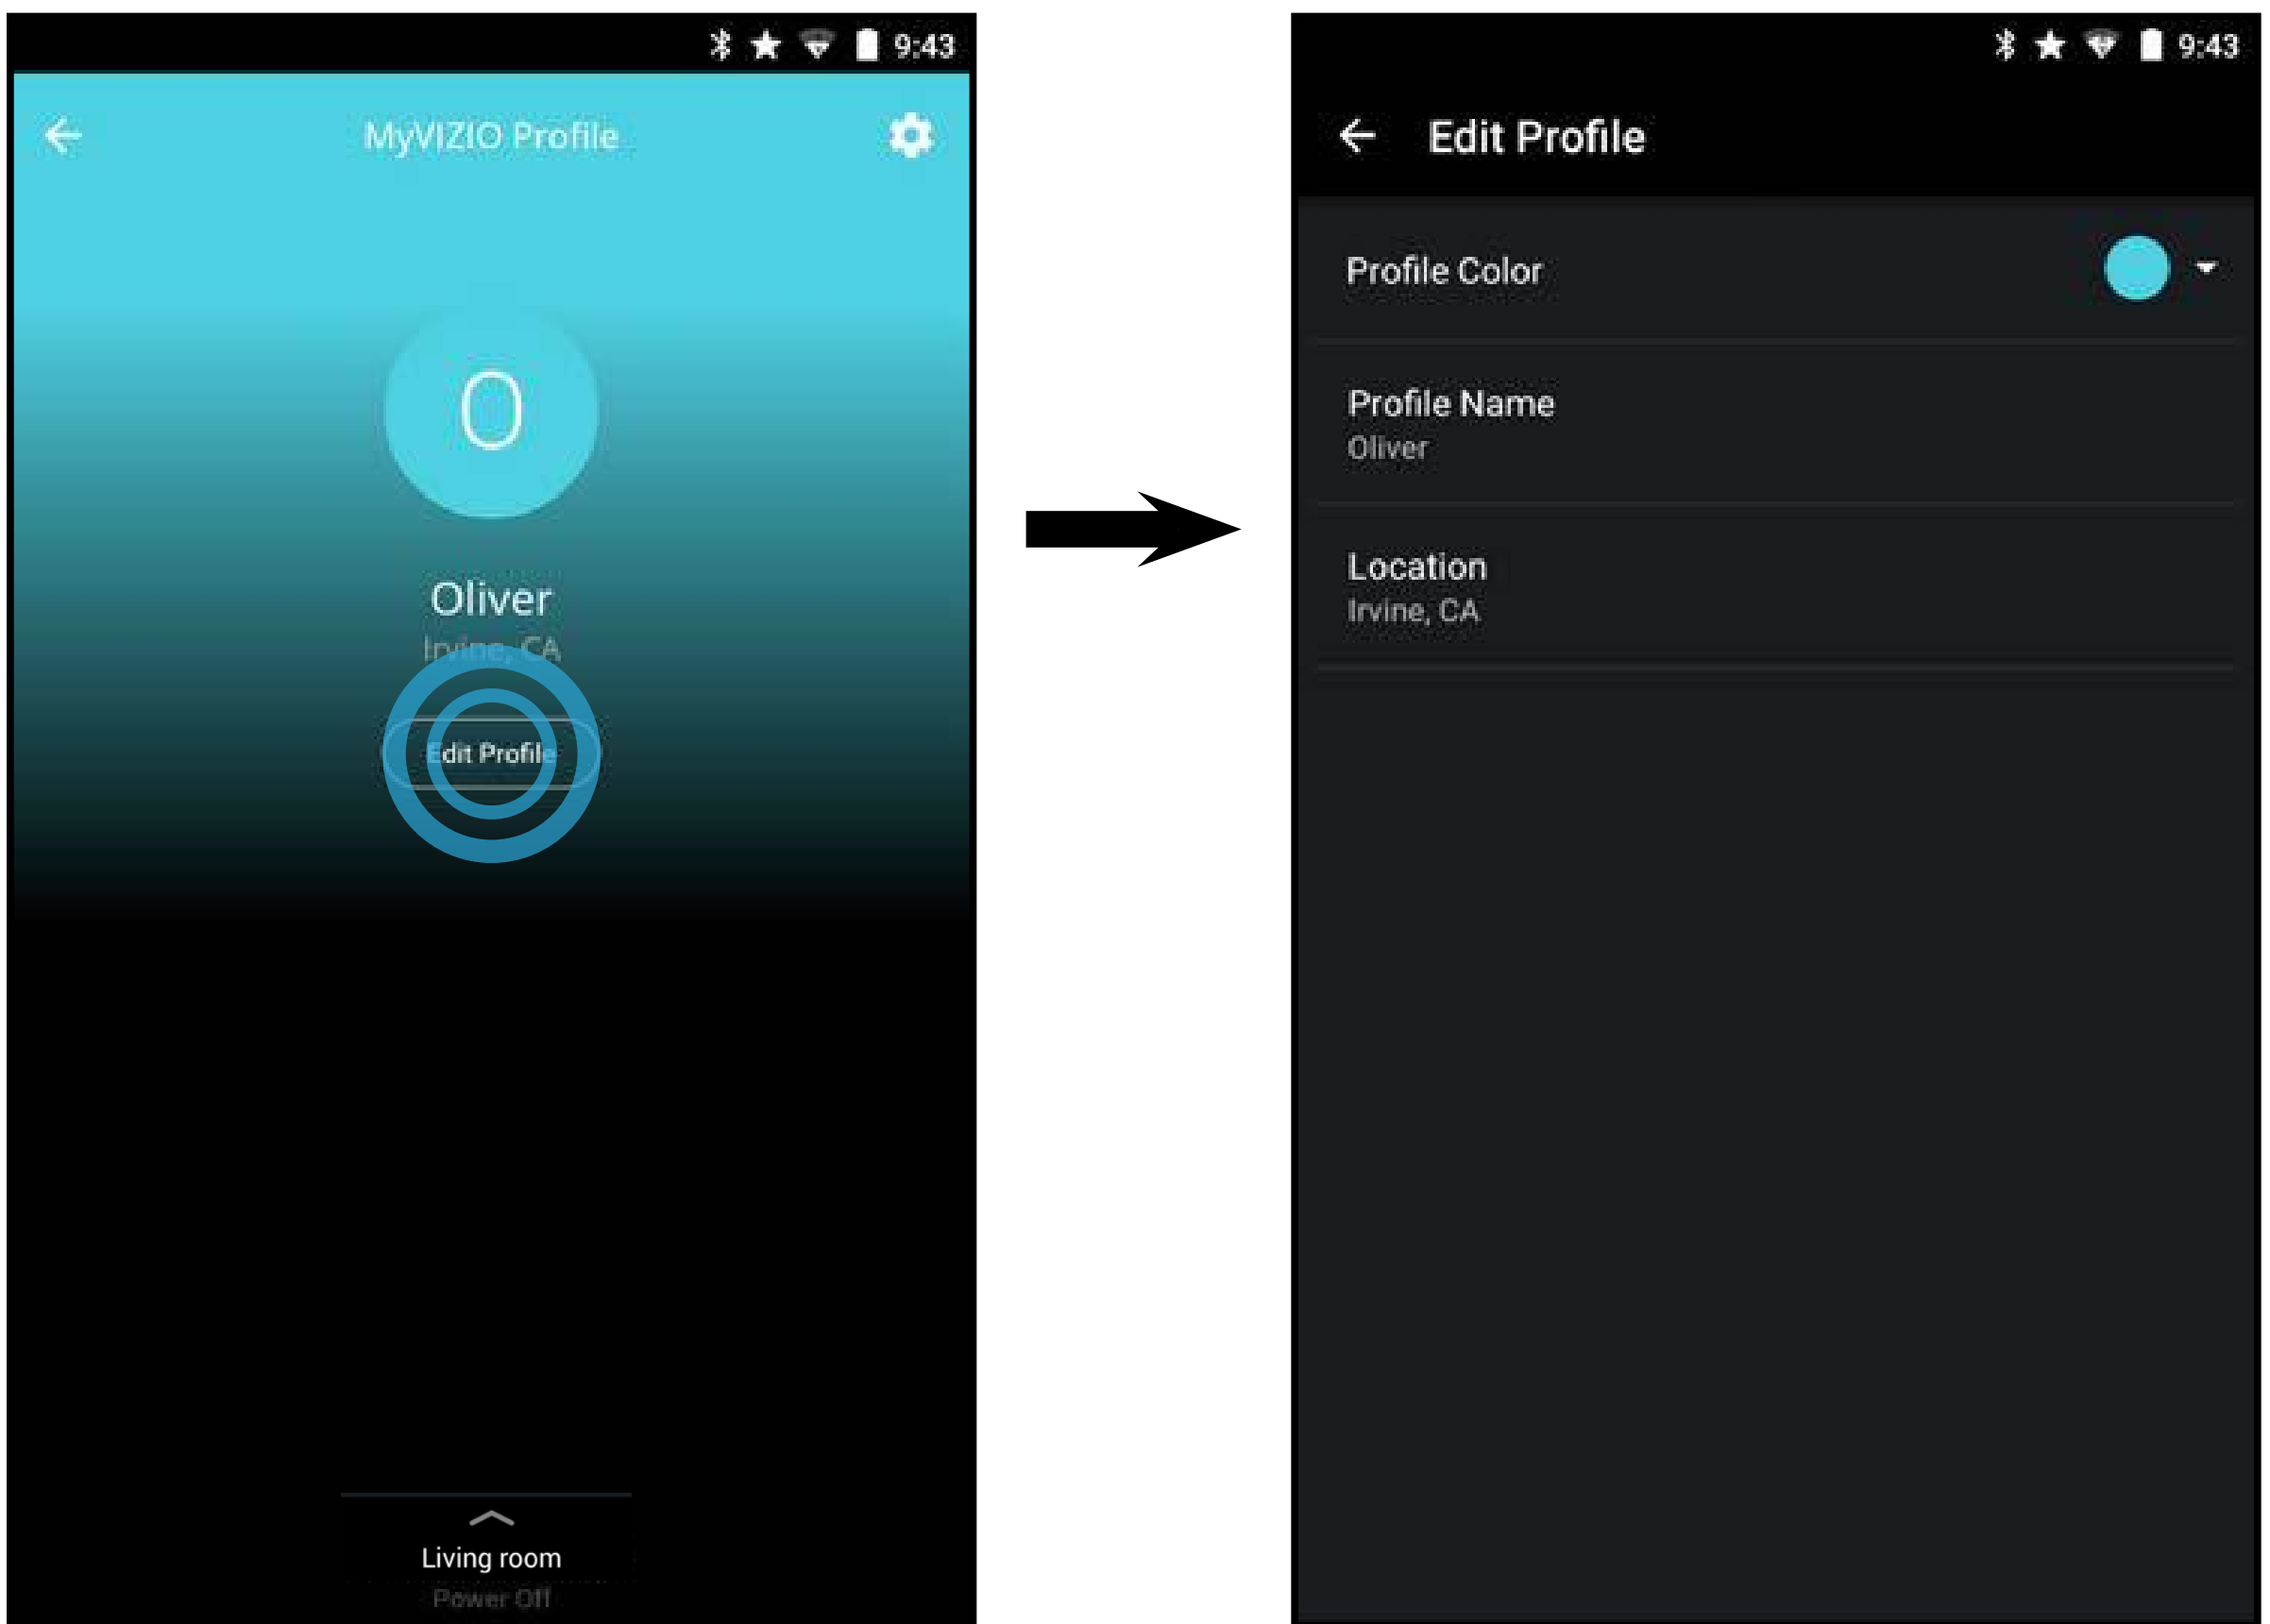 9:43
MyVIZIO Profile
O
Oliver
Irvine, CA
Edit Profile
Living room
Power Off
9:43
Edit Profile
Profile Color
Profile Name
Oliver
Location
Irvine, CA